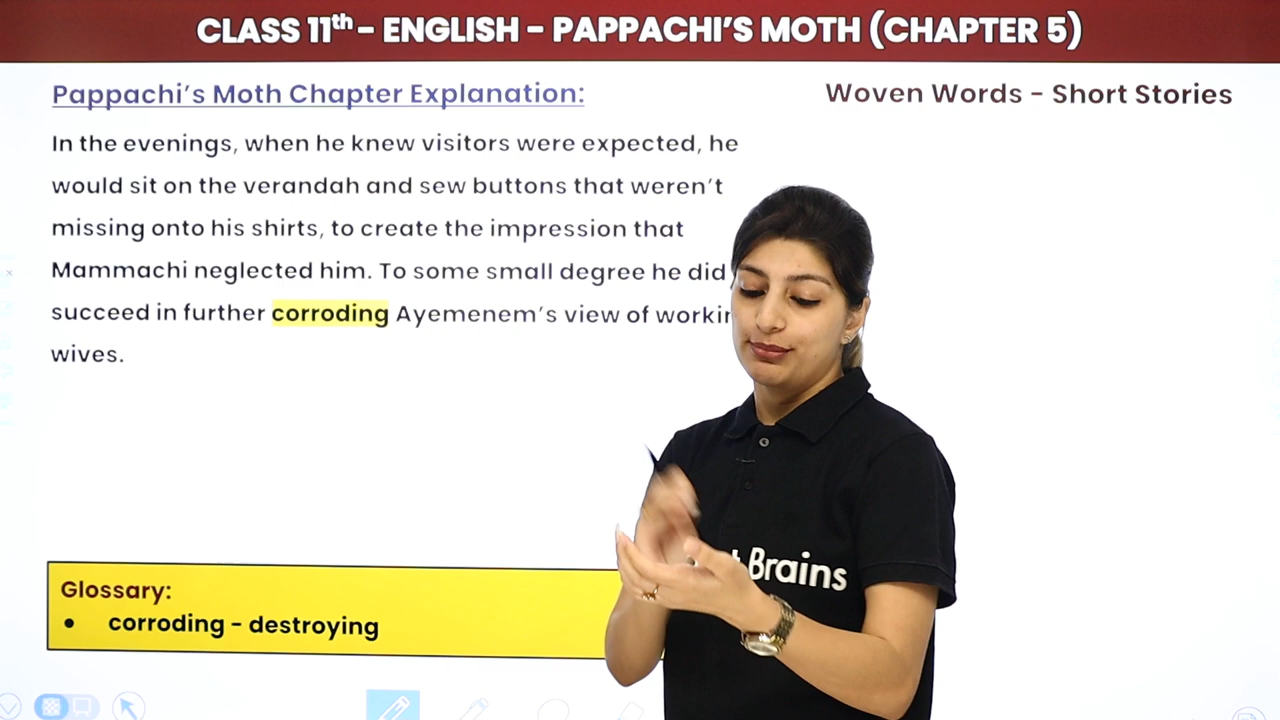 CLASS 11th - ENGLISH - PAPPACHI'S MOTH (CHAPTER 5)
Pappachi's Moth Chapter Explanation:
Woven Words - Short Stories
In the evenings, when he knew visitors were expected, he
would sit on the verandah and sew buttons that weren't
missing onto his shirts, to create the impression that
Mammachi neglected him. To some small degree he did
succeed in further corroding Ayemenem's view of
wives.
Glossary:
• corroding - destroying
Brains